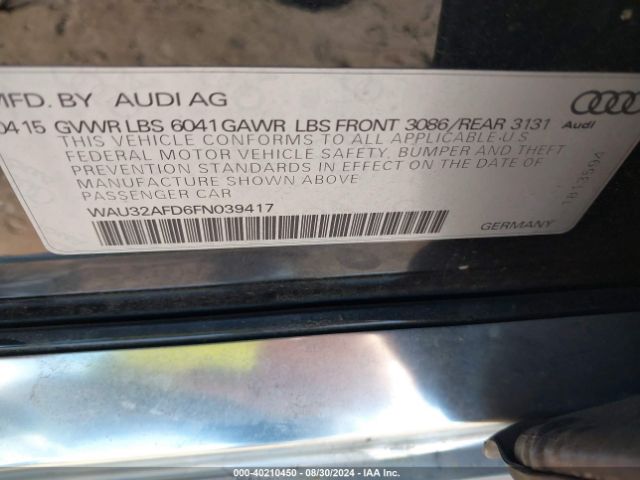 MFD. BY AUDI AG
0415 GVWR LBS 6041 GAWR LBS FRONT 3086/REAR 3131
Audi
THIS VEHICLE CONFORMS TO ALL APPLICABLE U.S.
FEDERAL MOTOR VEHICLE SAFETY, BUMPER AND THEFT
PREVENTION STANDARDS IN EFFECT ON THE DATE OF
MANUFACTURE SHOWN ABOVE
PASSENGER CAR
WAU32AFD6FN039417
GERMANY
1813594
000-40210450 - 08/30/2024 - IAA Inc.